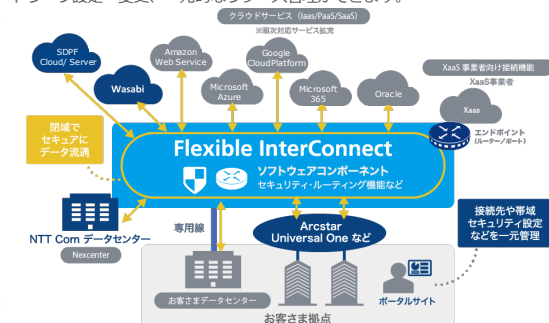 クラウドサービス（Iaas/PaaS/SaaS）
※順次対応サービス拡充
SDPF
Cloud/ Server
Wasabi
Amazon
Web Service
Microsoft
Azure
Google
CloudPlatform
Microsoft
365
Oracle
XaaS 事業者向け接続機能
XaaS事業者
Xaas
エンドポイント
（ルーター／ポート）
閉域で
セキュアに
データ流通
Flexible InterConnect
ソフトウェアコンポーネント
セキュリティ・ルーティング機能など
NTT Com データセンター
Nexcenter
専用線
Arcstar
Universal One など
接続先や帯域
セキュリティ設定
などを一元管理
お客さまデータセンター
ポータルサイト
お客さま拠点